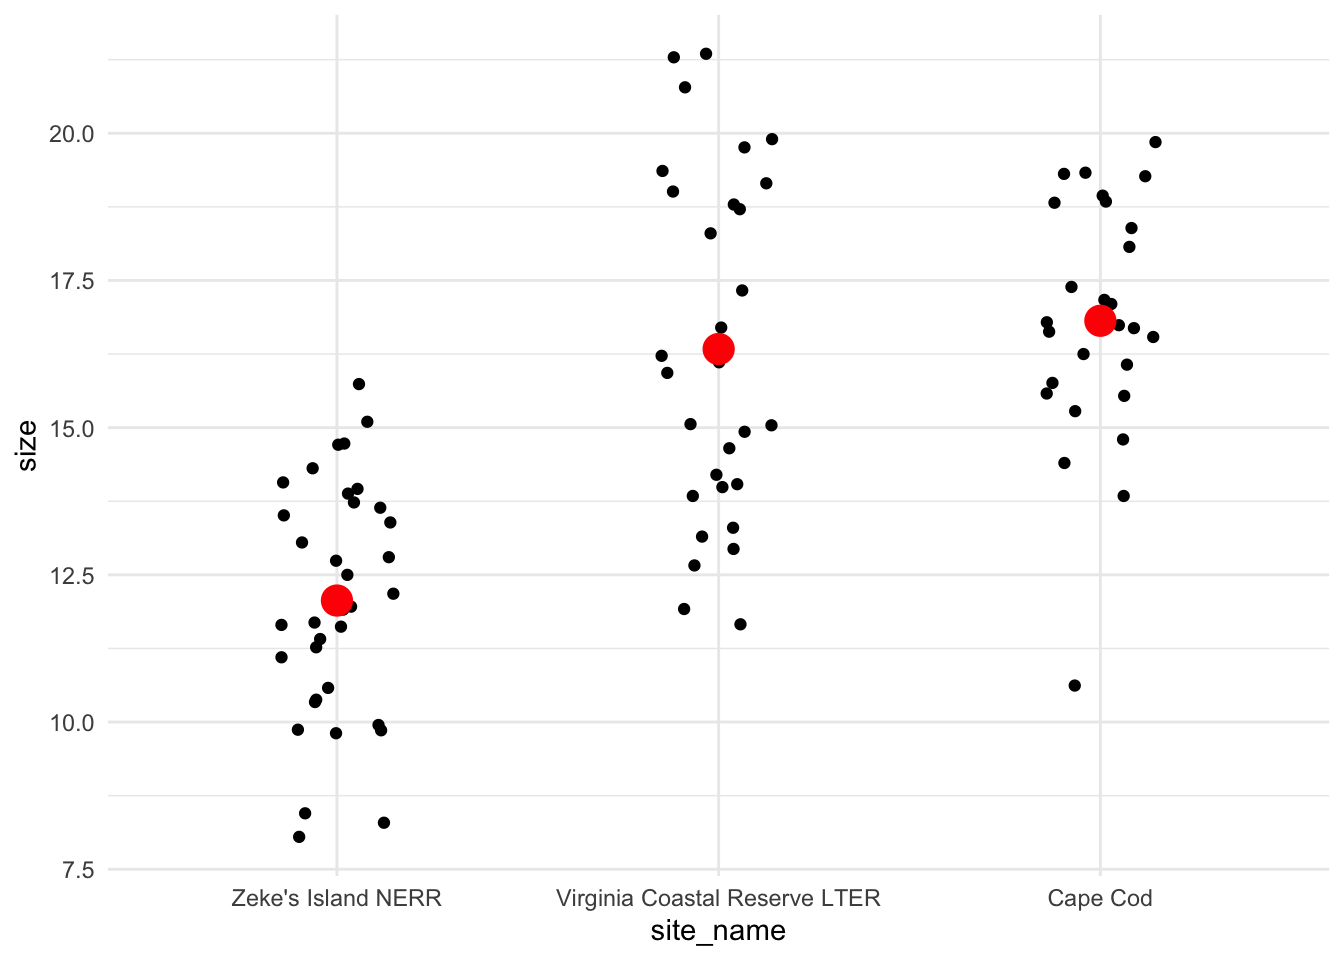 size
20.0
17.5
15.0
12.5
10.0
7.5
Zeke's Island NERR
Virginia Coastal Reserve LTER
Cape Cod
site_name